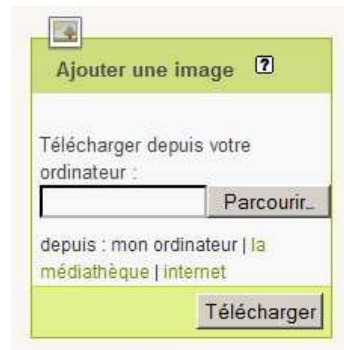 Ajouter une image ?
Télécharger depuis votre
ordinateur :
Parcourir...
depuis : mon ordinateur | la
médiathèque | internet
Télécharger